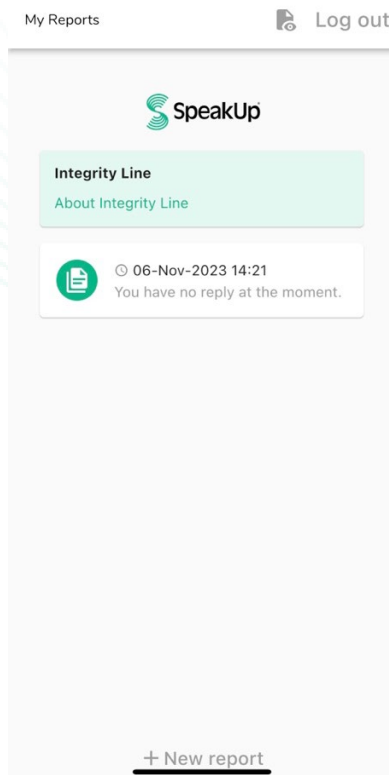 My Reports
Log out
SpeakUp
Integrity Line
About Integrity Line
06-Nov-2023 14:21
You have no reply at the moment.
+ New report